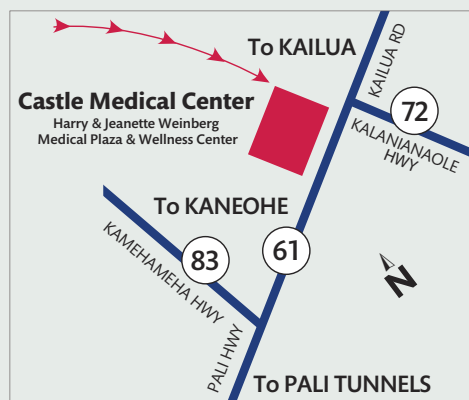 To KAILUA
KAILUA RD
Castle Medical Center
Harry & Jeanette Weinberg
Medical Plaza & Wellness Center
72
KALANIANAOLE
HWY
To KANEOHE
KAMEHAMEHA HWY
83
61
N
PALI HWY
To PALI TUNNELS